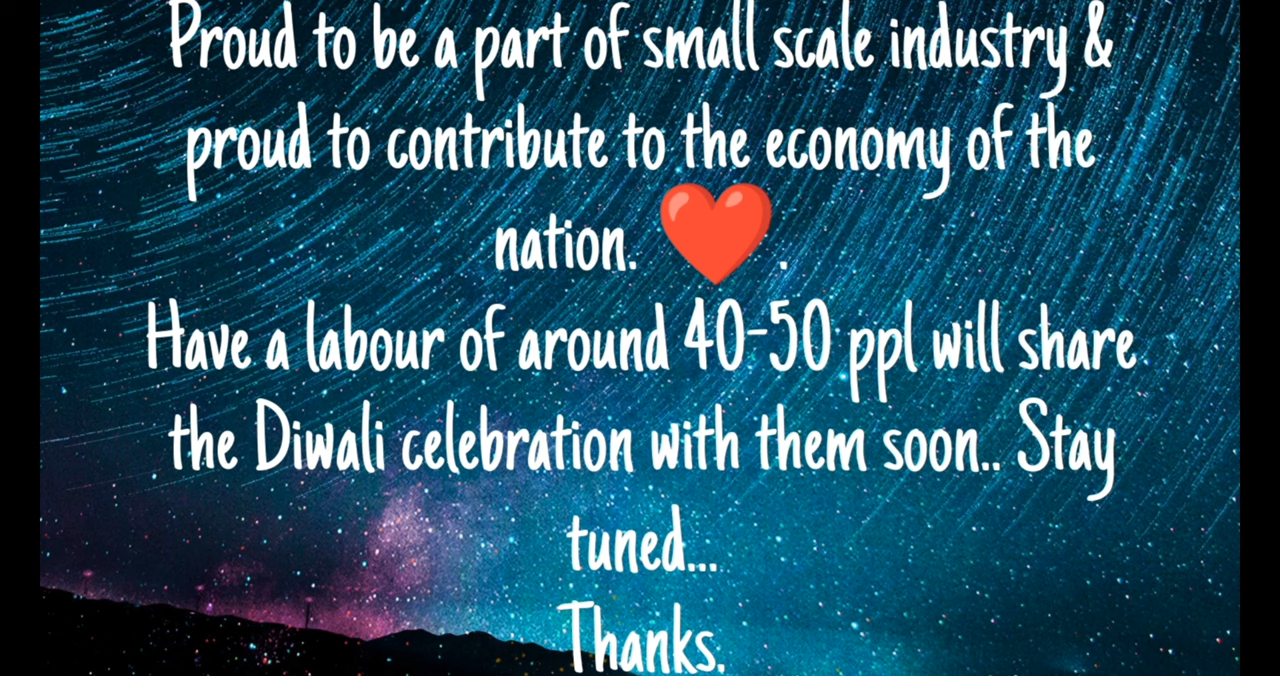 Proud to be a part of small scale industry &
proud to contribute to the economy of the
nation. ❤️ .
Have a labour of around 40-50 ppl will share
the Diwali celebration with them soon.. Stay
tuned...
Thanks.